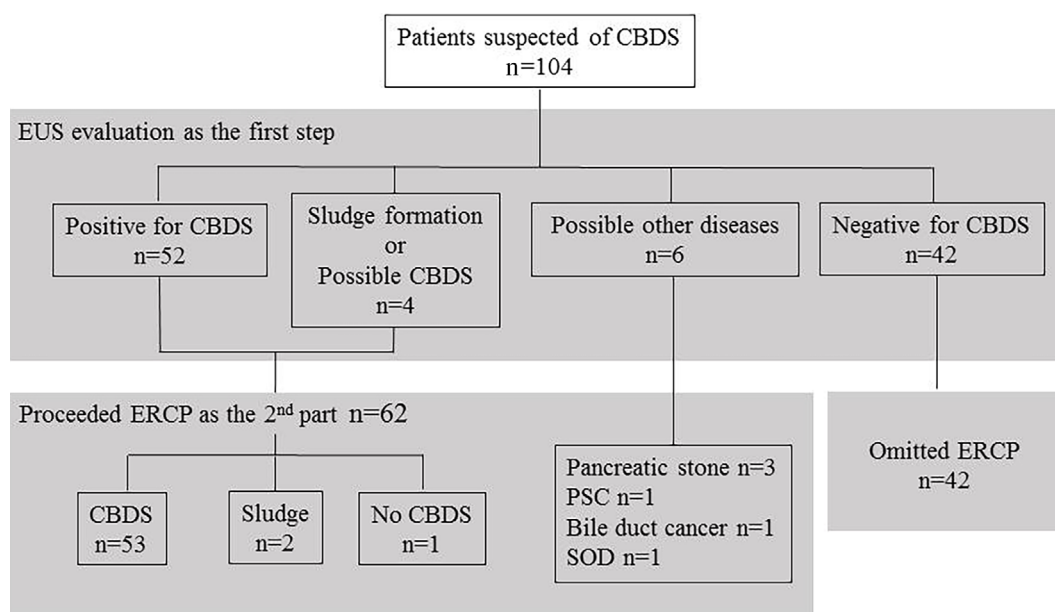 Patients suspected of CBDS
n=104
EUS evaluation as the first step
Positive for CBDS
n=52
Sludge formation
or
Possible CBDS
n=4
Possible other diseases
n=6
Negative for CBDS
n=42
Proceeded ERCP as the 2nd part n=62
CBDS
n=53
Sludge
n=2
No CBDS
n=1
Pancreatic stone n=3
PSC n=1
Bile duct cancer n=1
SOD n=1
Omitted ERCP
n=42